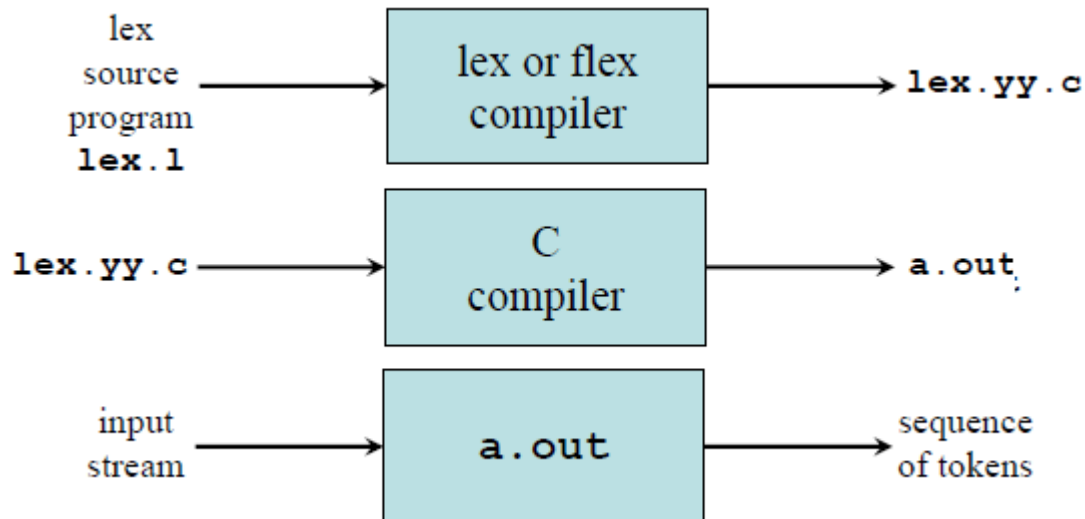 lex
source
program
lex.l
lex or flex
compiler
lex.yy.c
lex.yy.c
C
compiler
a.out
input
stream
a.out
sequence
of tokens